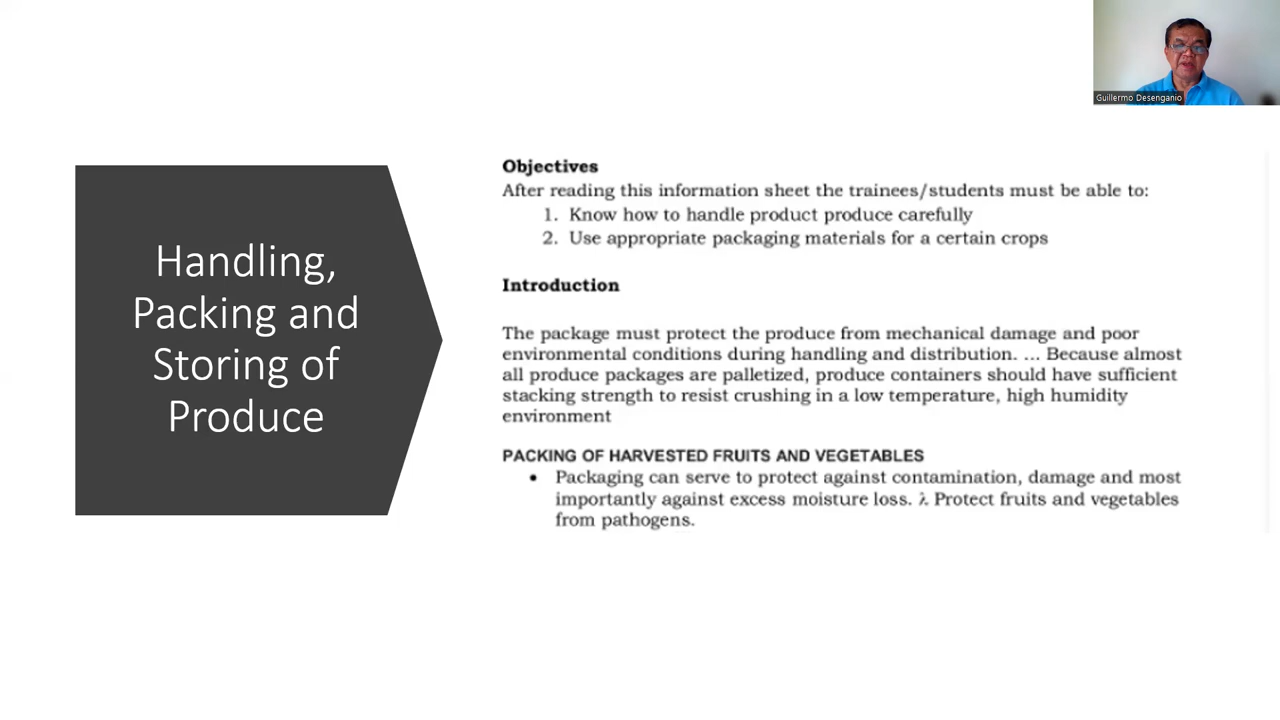 Guillermo Desenganio
Handling,
Packing and
Storing of
Produce
Objectives
After reading this information sheet the trainees/students must be able to:
1. Know how to handle product produce carefully
2. Use appropriate packaging materials for a certain crops
Introduction
The package must protect the produce from mechanical damage and poor
environmental conditions during handling and distribution. ... Because almost
all produce packages are palletized, produce containers should have sufficient
stacking strength to resist crushing in a low temperature, high humidity
environment
PACKING OF HARVESTED FRUITS AND VEGETABLES
• Packaging can serve to protect against contamination, damage and most
importantly against excess moisture loss. λ Protect fruits and vegetables
from pathogens.